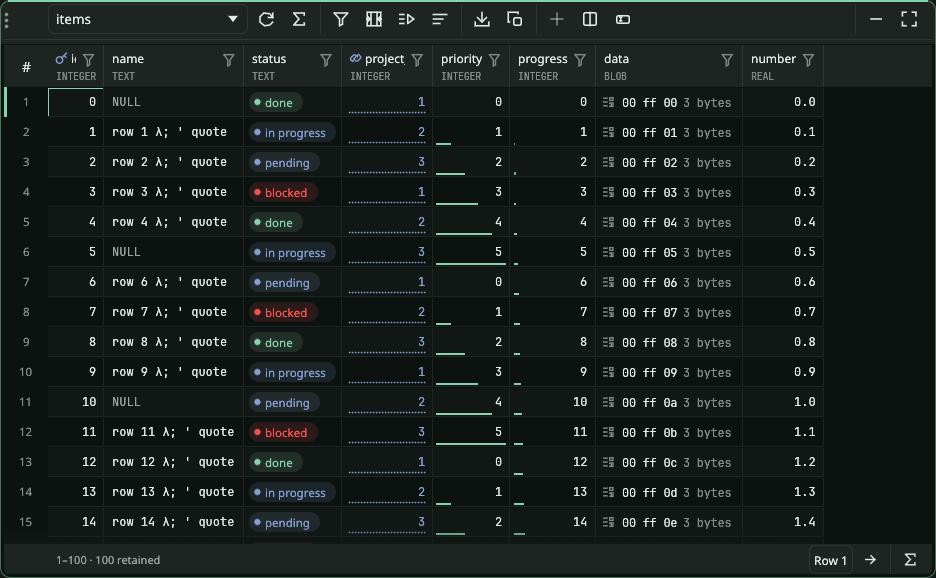 items
# id name status project priority progress data number
INTEGER TEXT TEXT INTEGER INTEGER INTEGER BLOB REAL
1 0 NULL done 1 0 0 00 ff 00 3 bytes 0.0
2 1 row 1 λ; ' quote in progress 2 1 1 00 ff 01 3 bytes 0.1
3 2 row 2 λ; ' quote pending 3 2 2 00 ff 02 3 bytes 0.2
4 3 row 3 λ; ' quote blocked 1 3 3 00 ff 03 3 bytes 0.3
5 4 row 4 λ; ' quote done 2 4 4 00 ff 04 3 bytes 0.4
6 5 NULL in progress 3 5 5 00 ff 05 3 bytes 0.5
7 6 row 6 λ; ' quote pending 1 0 6 00 ff 06 3 bytes 0.6
8 7 row 7 λ; ' quote blocked 2 1 7 00 ff 07 3 bytes 0.7
9 8 row 8 λ; ' quote done 3 2 8 00 ff 08 3 bytes 0.8
10 9 row 9 λ; ' quote in progress 1 3 9 00 ff 09 3 bytes 0.9
11 10 NULL pending 2 4 10 00 ff 0a 3 bytes 1.0
12 11 row 11 λ; ' quote blocked 3 5 11 00 ff 0b 3 bytes 1.1
13 12 row 12 λ; ' quote done 1 0 12 00 ff 0c 3 bytes 1.2
14 13 row 13 λ; ' quote in progress 2 1 13 00 ff 0d 3 bytes 1.3
15 14 row 14 λ; ' quote pending 3 2 14 00 ff 0e 3 bytes 1.4
1–100 · 100 retained Row 1